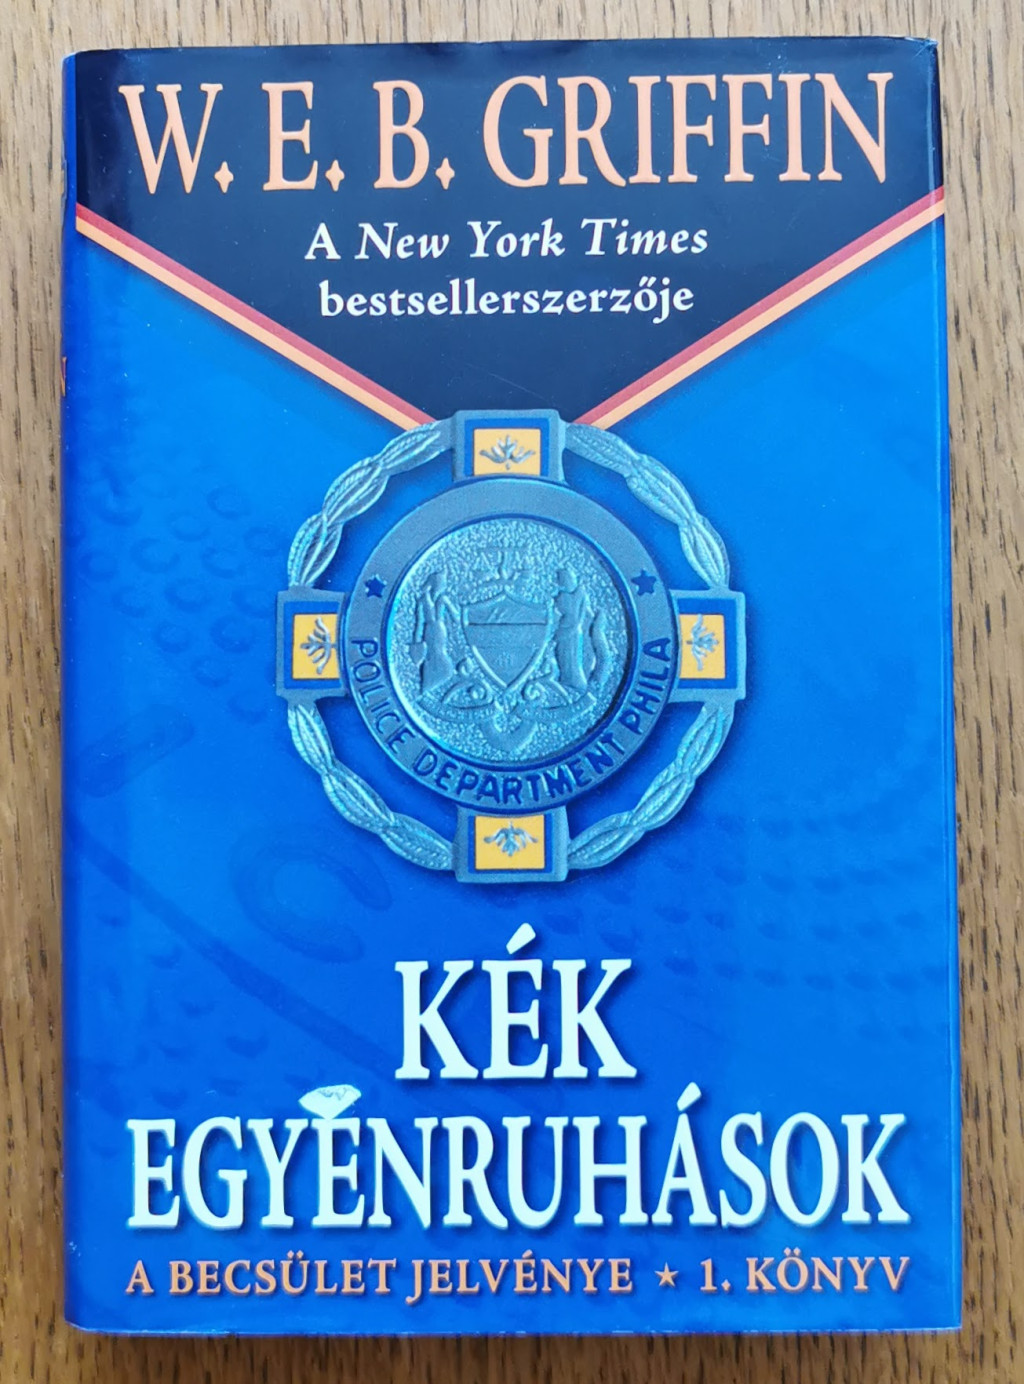 W. E. B. GRIFFIN
A New York Times
bestsellerszerzője
POLICE DEPARTMENT PHILA
KÉK
EGYENRUHÁSOK
A BECSÜLET JELVÉNYE ★ 1. KÖNYV